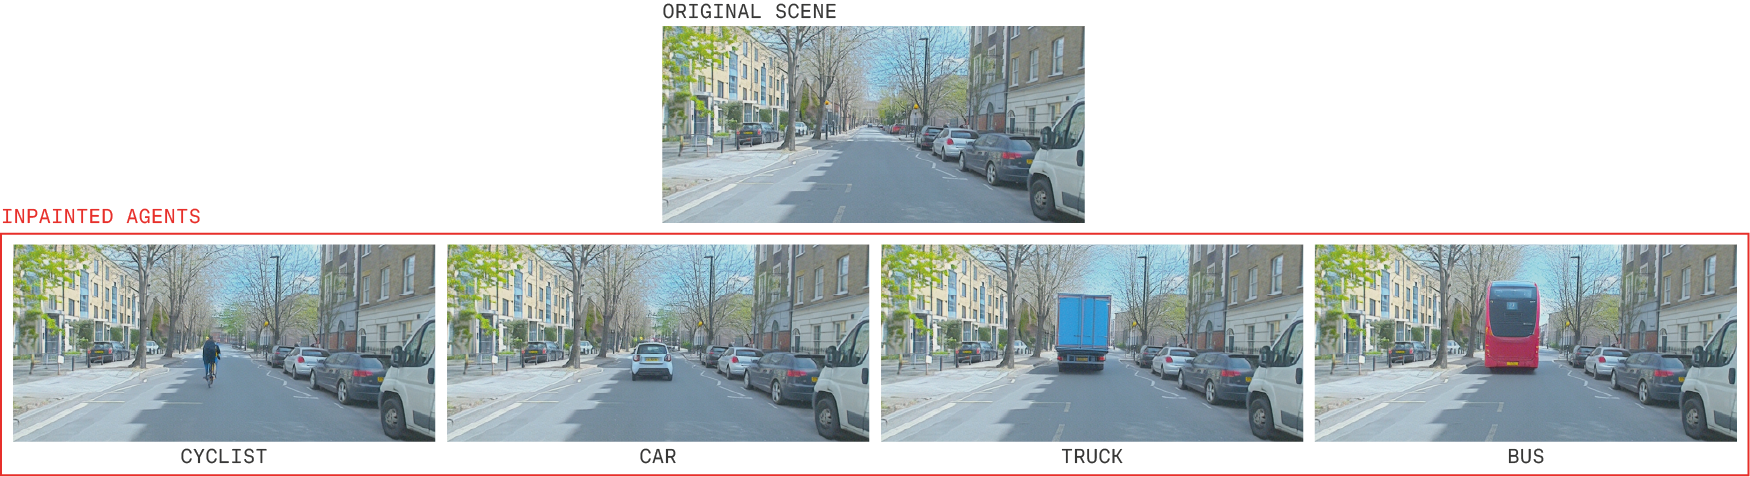 ORIGINAL SCENE
INPAINTED AGENTS
CYCLIST
CAR
TRUCK
BUS